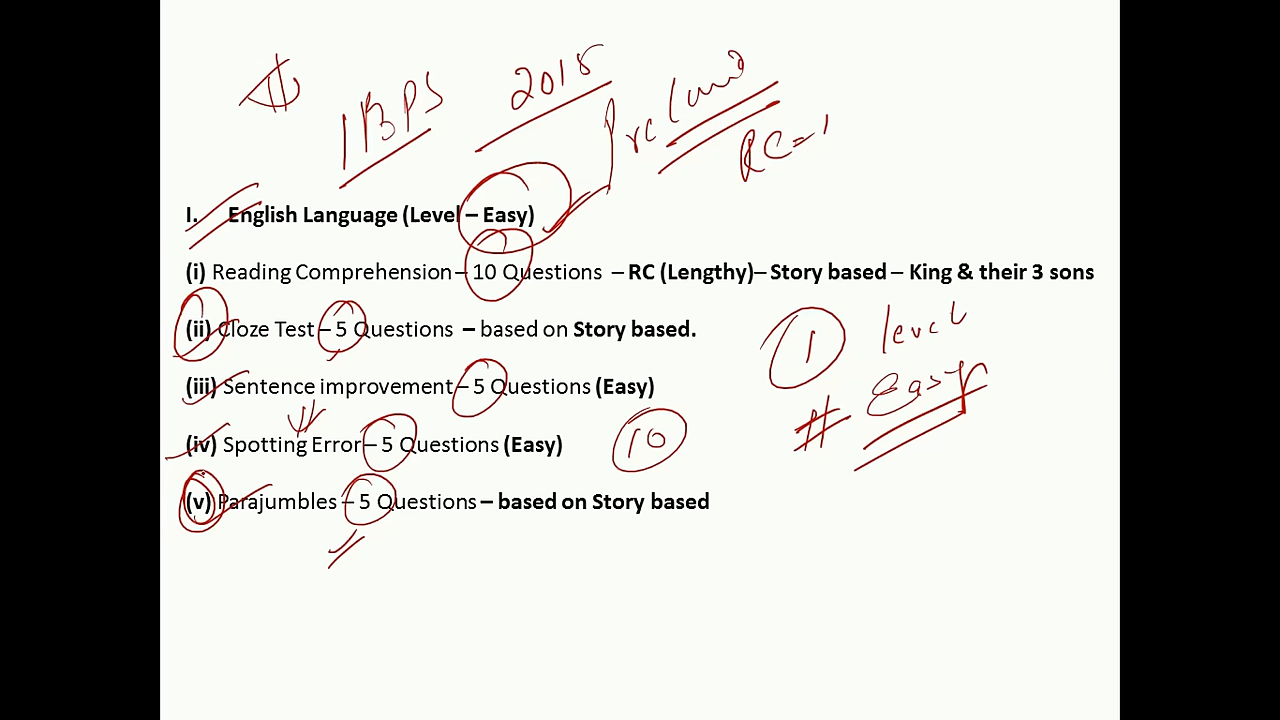 IBPS 2018
rc
RC = 1
I. English Language (Level – Easy)
(i) Reading Comprehension – 10 Questions – RC (Lengthy)– Story based – King & their 3 sons
(ii) Cloze Test – 5 Questions – based on Story based.
1 level
(iii) Sentence improvement – 5 Questions (Easy)
# Easy
(iv) Spotting Error – 5 Questions (Easy)
10
(v) Parajumbles – 5 Questions – based on Story based